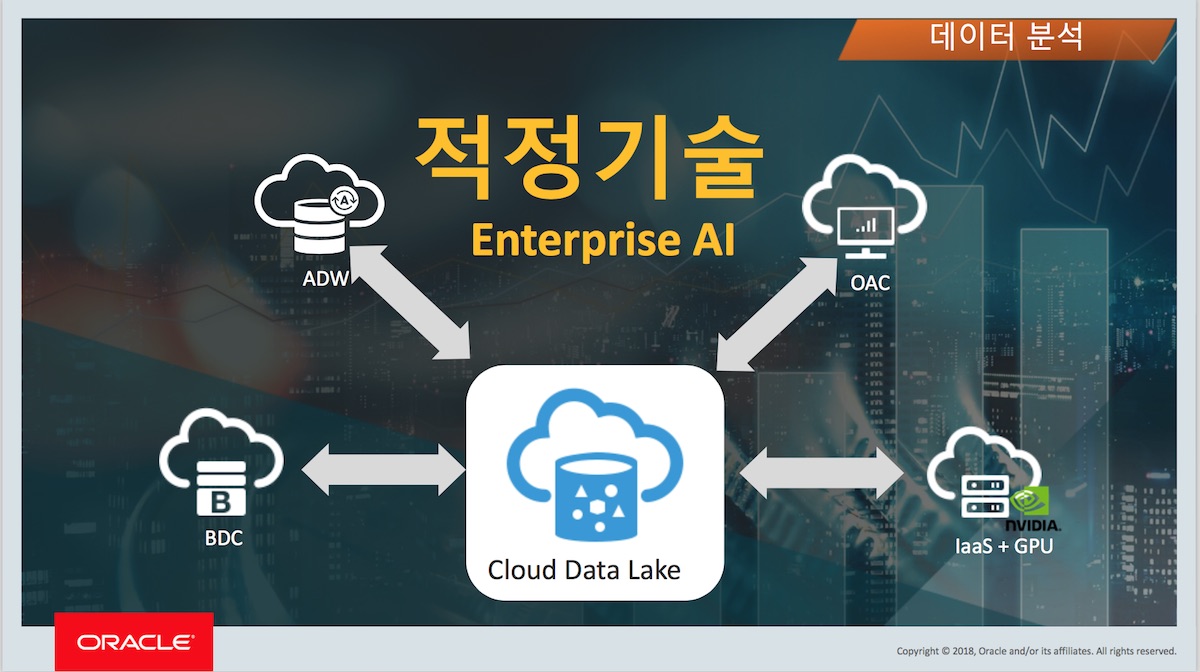 데이터 분석
적정기술
Enterprise AI
A
ADW
OAC
B
BDC
Cloud Data Lake
NVIDIA.
IaaS + GPU
ORACLE®
Copyright © 2018, Oracle and/or its affiliates. All rights reserved.